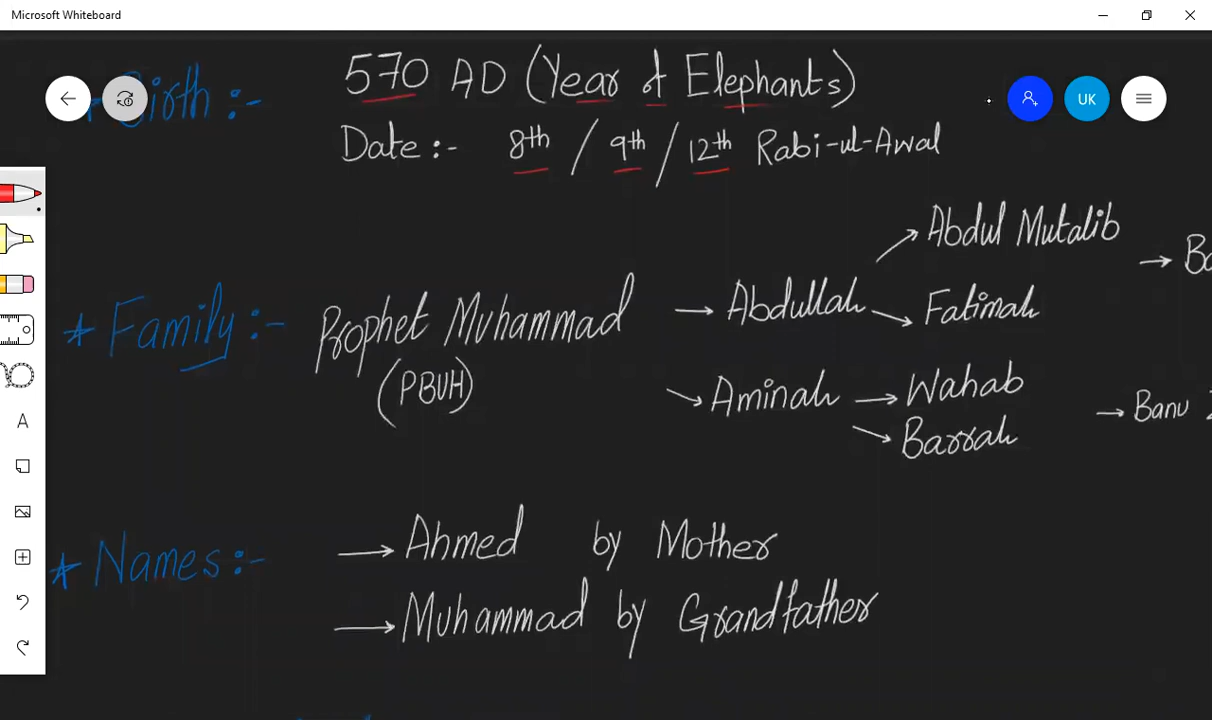 Microsoft Whiteboard
Birth :-
570 AD (Year of Elephants)
UK
Date :- 8th / 9th / 12th Rabi-ul-Awal
* Family :-
Prophet Muhammad
(PBUH)
→ Abdullah
→ Abdul Mutalib
→ Fatimah
→ Aminah
→ Wahab
→ Barrah
→ Banu
* Names :-
→ Ahmed by Mother
→ Muhammad by Grandfather
A